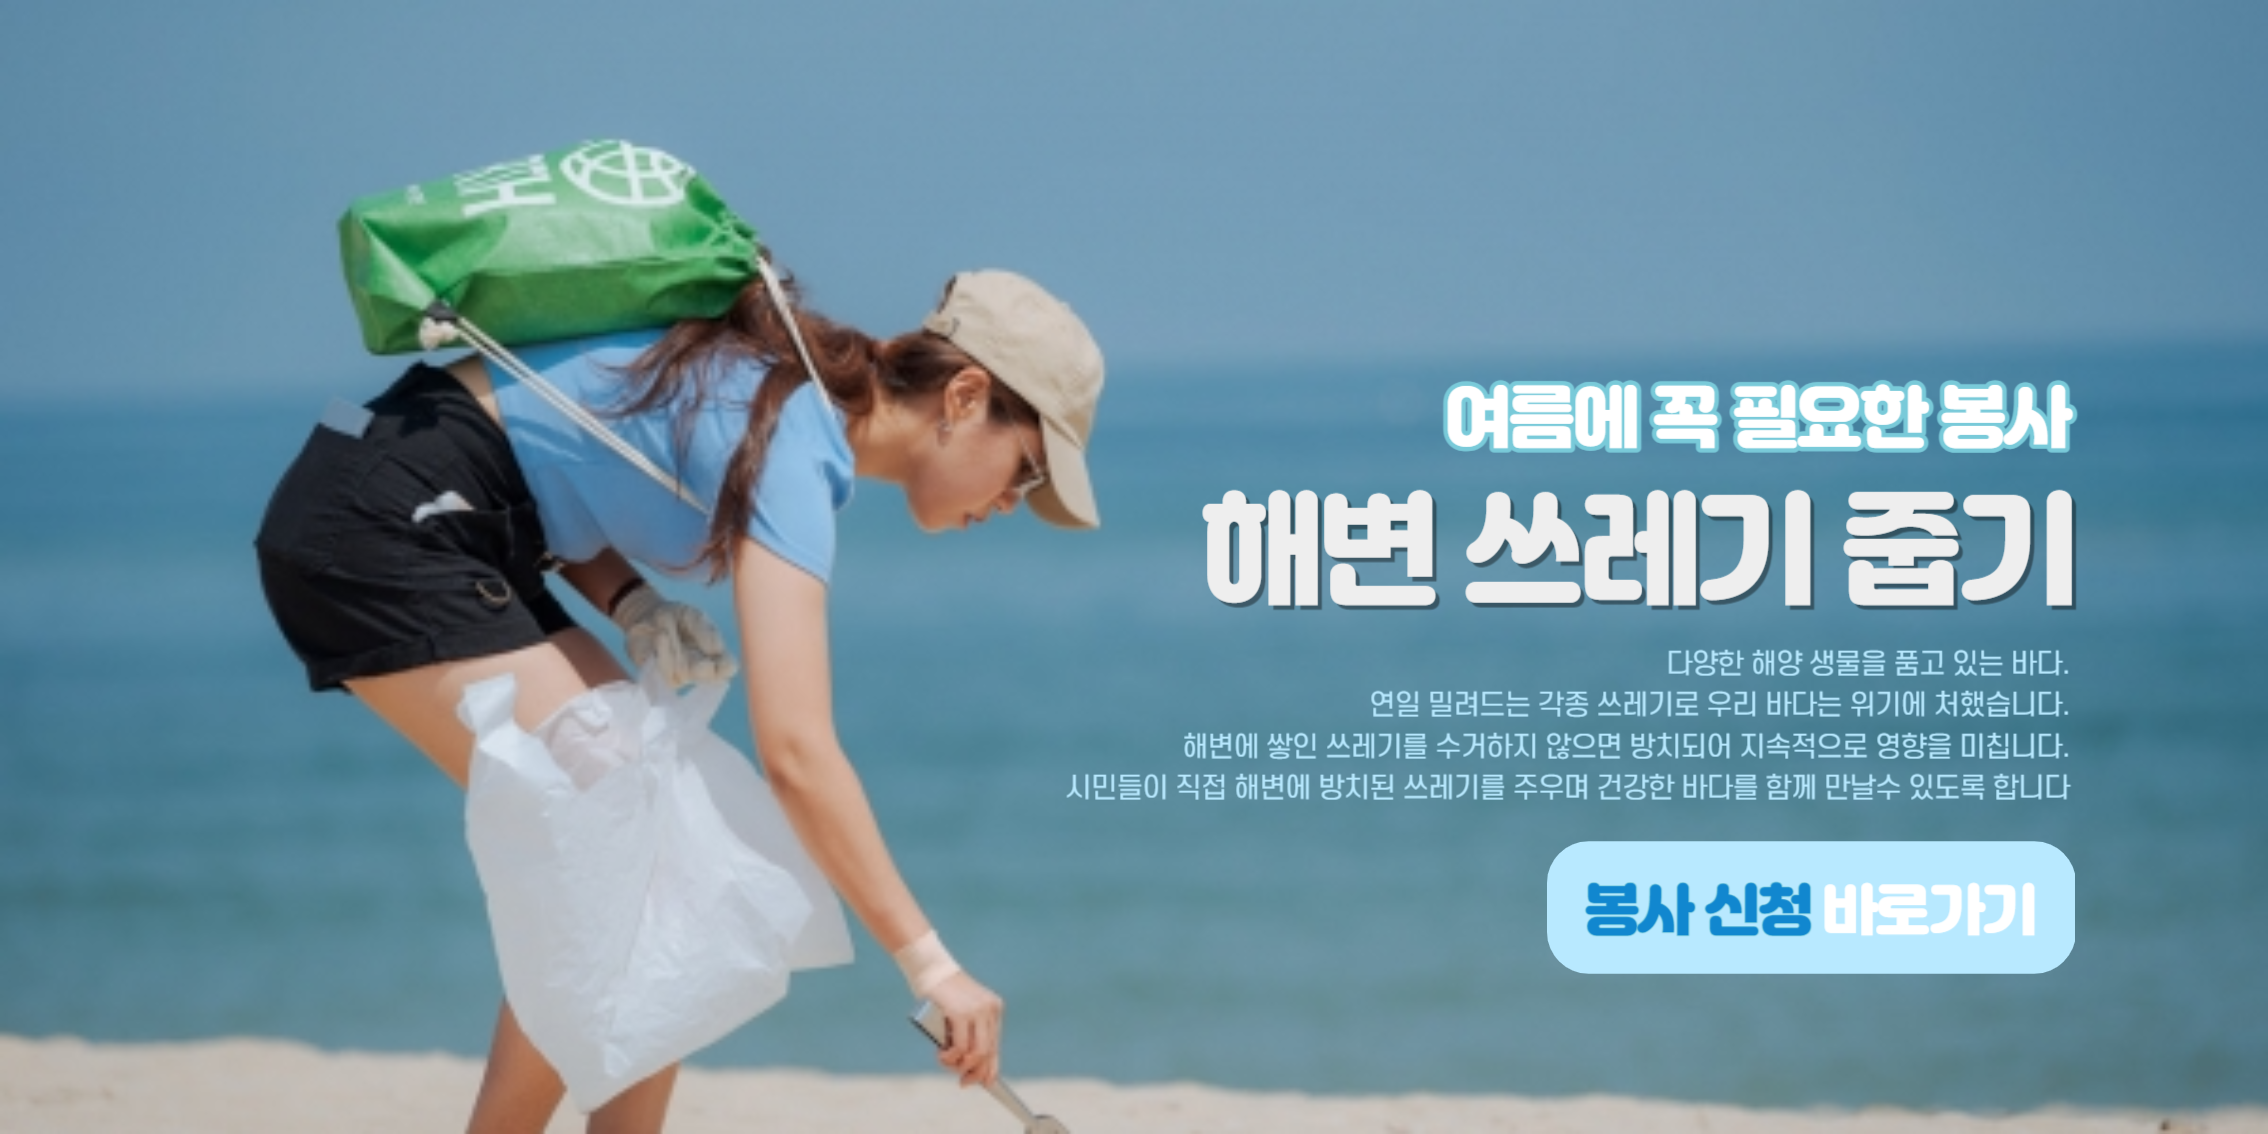 여름에 꼭 필요한 봉사
해변 쓰레기 줍기
다양한 해양 생물을 품고 있는 바다.
연일 밀려드는 각종 쓰레기로 우리 바다는 위기에 처했습니다.
해변에 쌓인 쓰레기를 수거하지 않으면 방치되어 지속적으로 영향을 미칩니다.
시민들이 직접 해변에 방치된 쓰레기를 주우며 건강한 바다를 함께 만날수 있도록 합니다
봉사 신청 바로가기